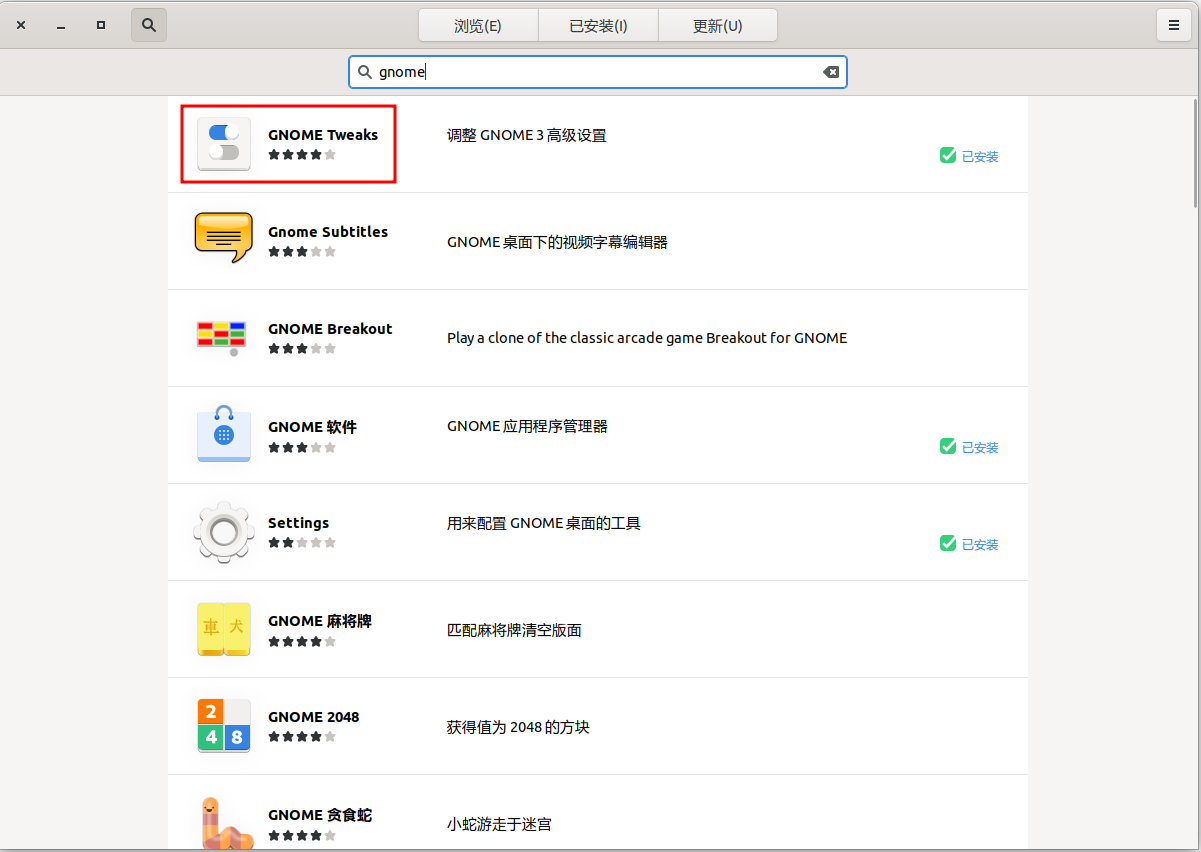 浏览(E) 已安装(I) 更新(U)
gnome
GNOME Tweaks 调整 GNOME 3 高级设置
已安装
Gnome Subtitles
GNOME 桌面下的视频字幕编辑器
GNOME Breakout
Play a clone of the classic arcade game Breakout for GNOME
GNOME 软件 GNOME 应用程序管理器
已安装
Settings 用来配置 GNOME 桌面的工具
已安装
GNOME 麻将牌
車 犬
匹配麻将牌清空版面
2
4 8
GNOME 2048
获得值为 2048 的方块
GNOME 贪食蛇
小蛇游走于迷宫